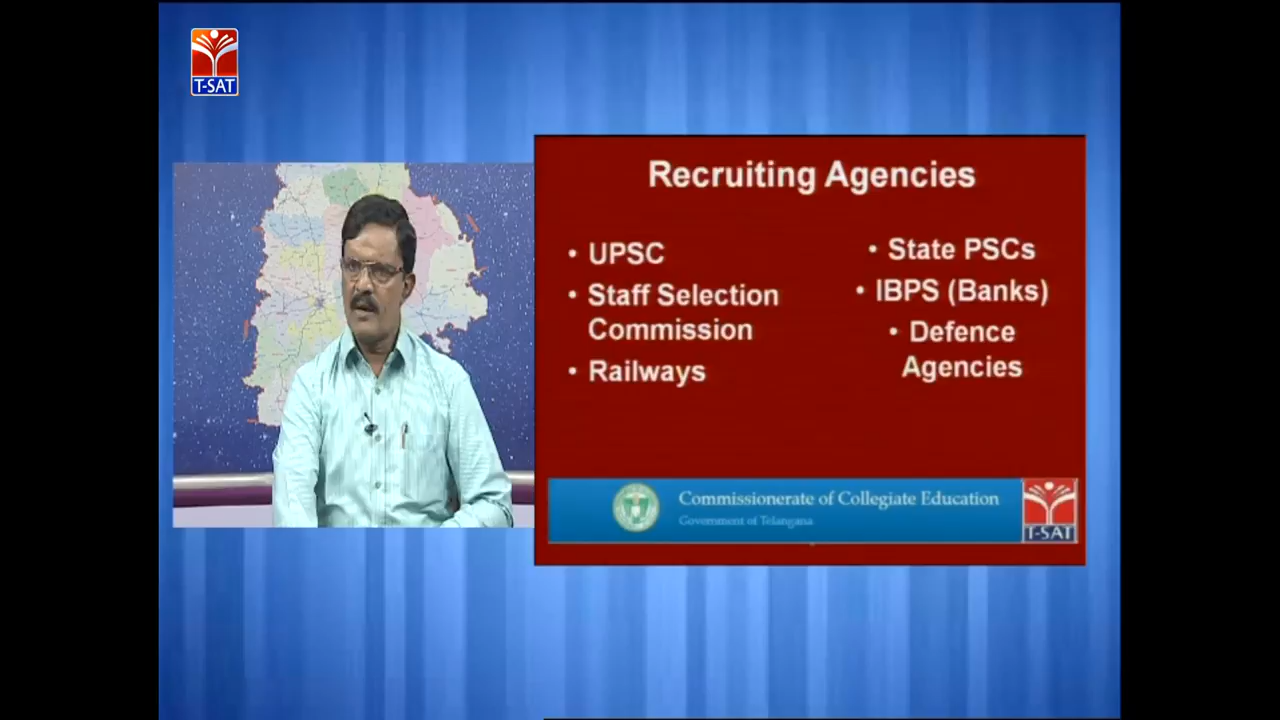 T-SAT
Recruiting Agencies
• UPSC
• Staff Selection
Commission
• Railways
• State PSCs
• IBPS (Banks)
• Defence
Agencies
Commissionerate of Collegiate Education
Government of Telangana
T-SAT